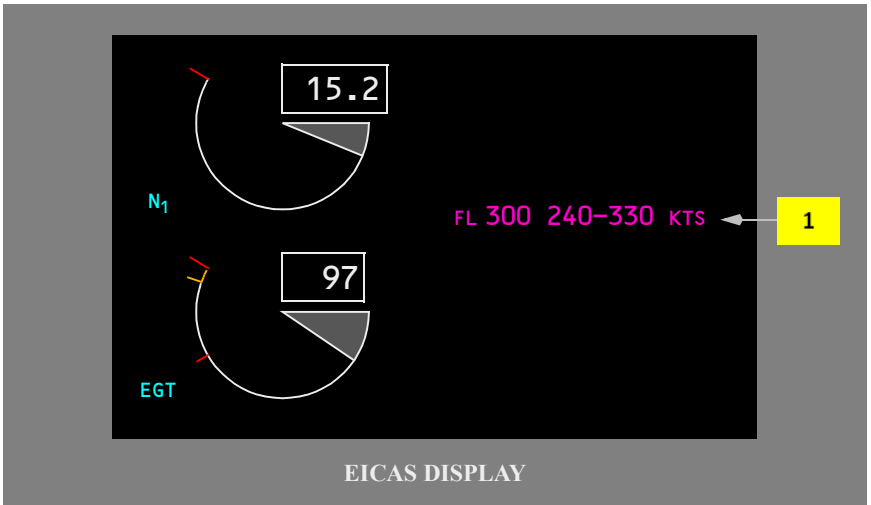 15.2
N1
FL 300 240-330 KTS
1
97
EGT
EICAS DISPLAY